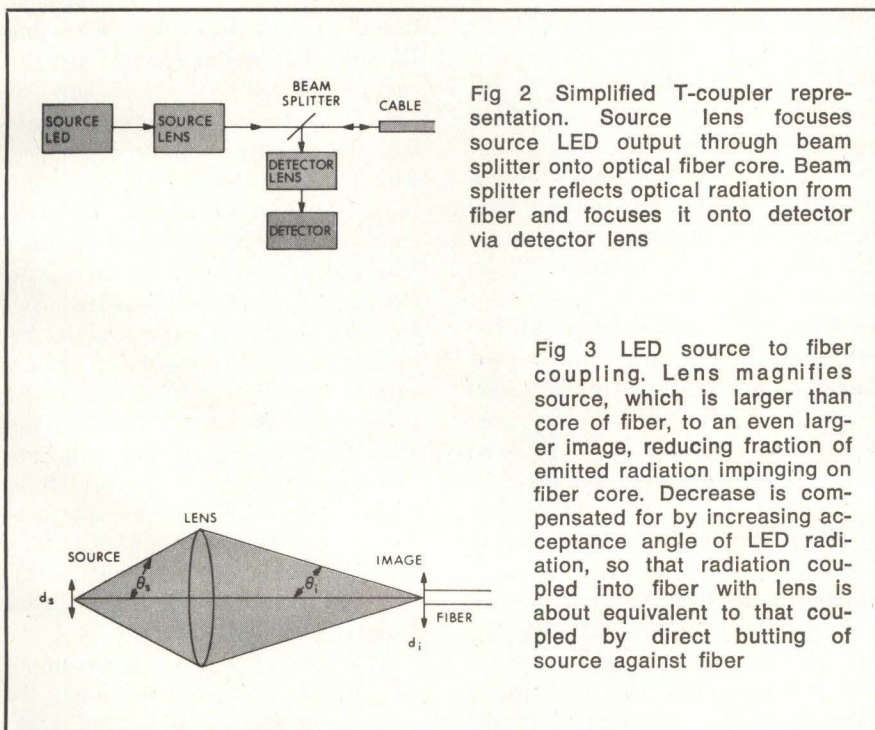 BEAM
SPLITTER
CABLE
SOURCE
LED
SOURCE
LENS
DETECTOR
LENS
DETECTOR
Fig 2 Simplified T-coupler repre-
sentation. Source lens focuses
source LED output through beam
splitter onto optical fiber core. Beam
splitter reflects optical radiation from
fiber and focuses it onto detector
via detector lens
LENS
SOURCE
IMAGE
θs
θi
ds
FIBER
di
Fig 3 LED source to fiber
coupling. Lens magnifies
source, which is larger than
core of fiber, to an even larg-
er image, reducing fraction of
emitted radiation impinging on
fiber core. Decrease is com-
pensated for by increasing ac-
ceptance angle of LED radi-
ation, so that radiation cou-
pled into fiber with lens is
about equivalent to that cou-
pled by direct butting of
source against fiber